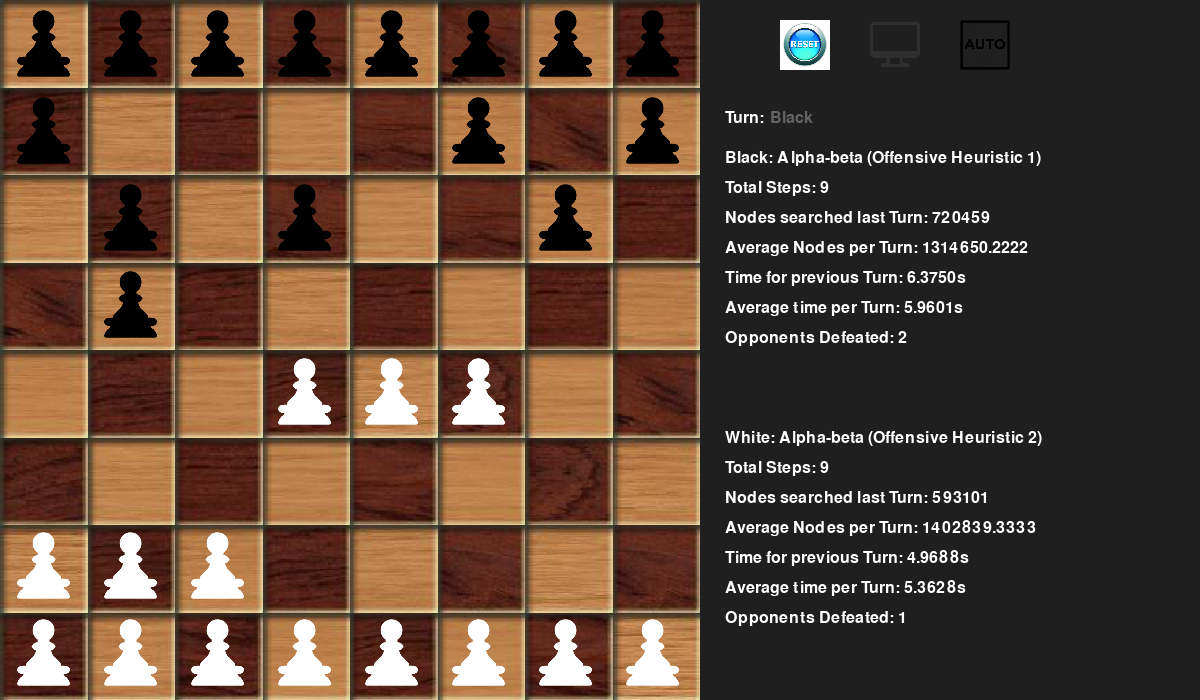 RESET
AUTO
Turn: Black
Black: Alpha-beta (Offensive Heuristic 1)
Total Steps: 9
Nodes searched last Turn: 720459
Average Nodes per Turn: 1314650.2222
Time for previous Turn: 6.3750s
Average time per Turn: 5.9601s
Opponents Defeated: 2
White: Alpha-beta (Offensive Heuristic 2)
Total Steps: 9
Nodes searched last Turn: 593101
Average Nodes per Turn: 1402839.3333
Time for previous Turn: 4.9688s
Average time per Turn: 5.3628s
Opponents Defeated: 1